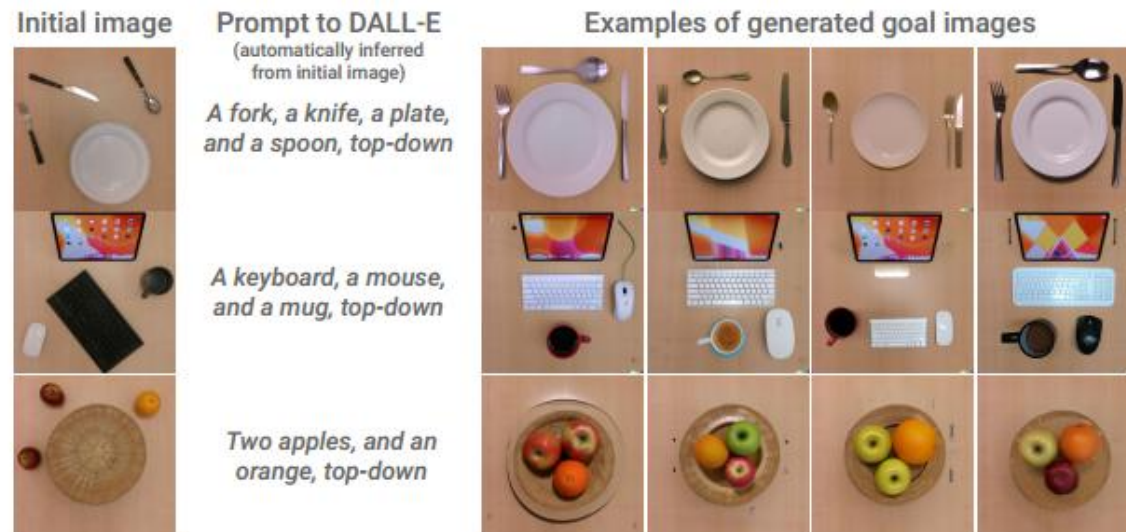 Initial image
Prompt to DALL-E
(automatically inferred
from initial image)
Examples of generated goal images
A fork, a knife, a plate,
and a spoon, top-down
A keyboard, a mouse,
and a mug, top-down
Two apples, and an
orange, top-down